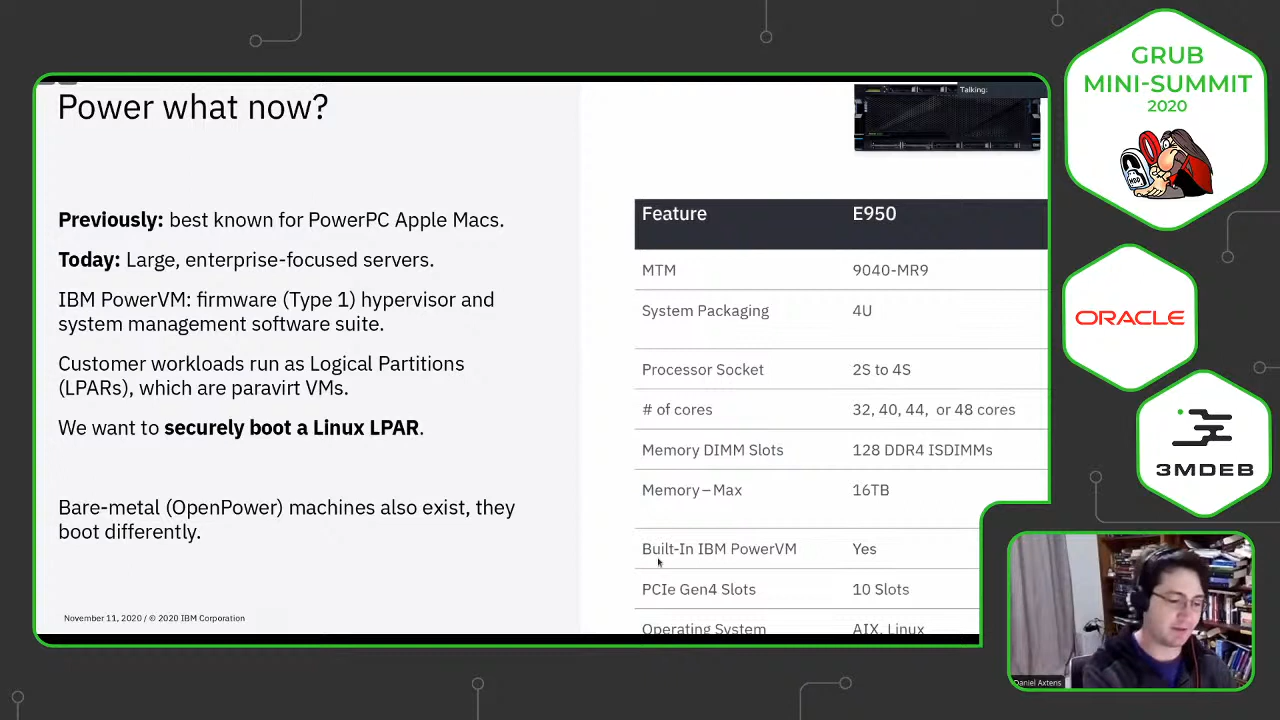 Power what now?
Talking:
Previously: best known for PowerPC Apple Macs.
Today: Large, enterprise-focused servers.
IBM PowerVM: firmware (Type 1) hypervisor and
system management software suite.
Customer workloads run as Logical Partitions
(LPARs), which are paravirt VMs.
We want to securely boot a Linux LPAR.
Bare-metal (OpenPower) machines also exist, they
boot differently.
November 11, 2020 / © 2020 IBM Corporation
Feature E950
MTM 9040-MR9
System Packaging 4U
Processor Socket 2S to 4S
# of cores 32, 40, 44, or 48 cores
Memory DIMM Slots 128 DDR4 ISDIMMs
Memory–Max 16TB
Built-In IBM PowerVM Yes
PCIe Gen4 Slots 10 Slots
Operating System AIX, Linux
GRUB
MINI-SUMMIT
2020
ORACLE
3MDEB
Daniel Axtens